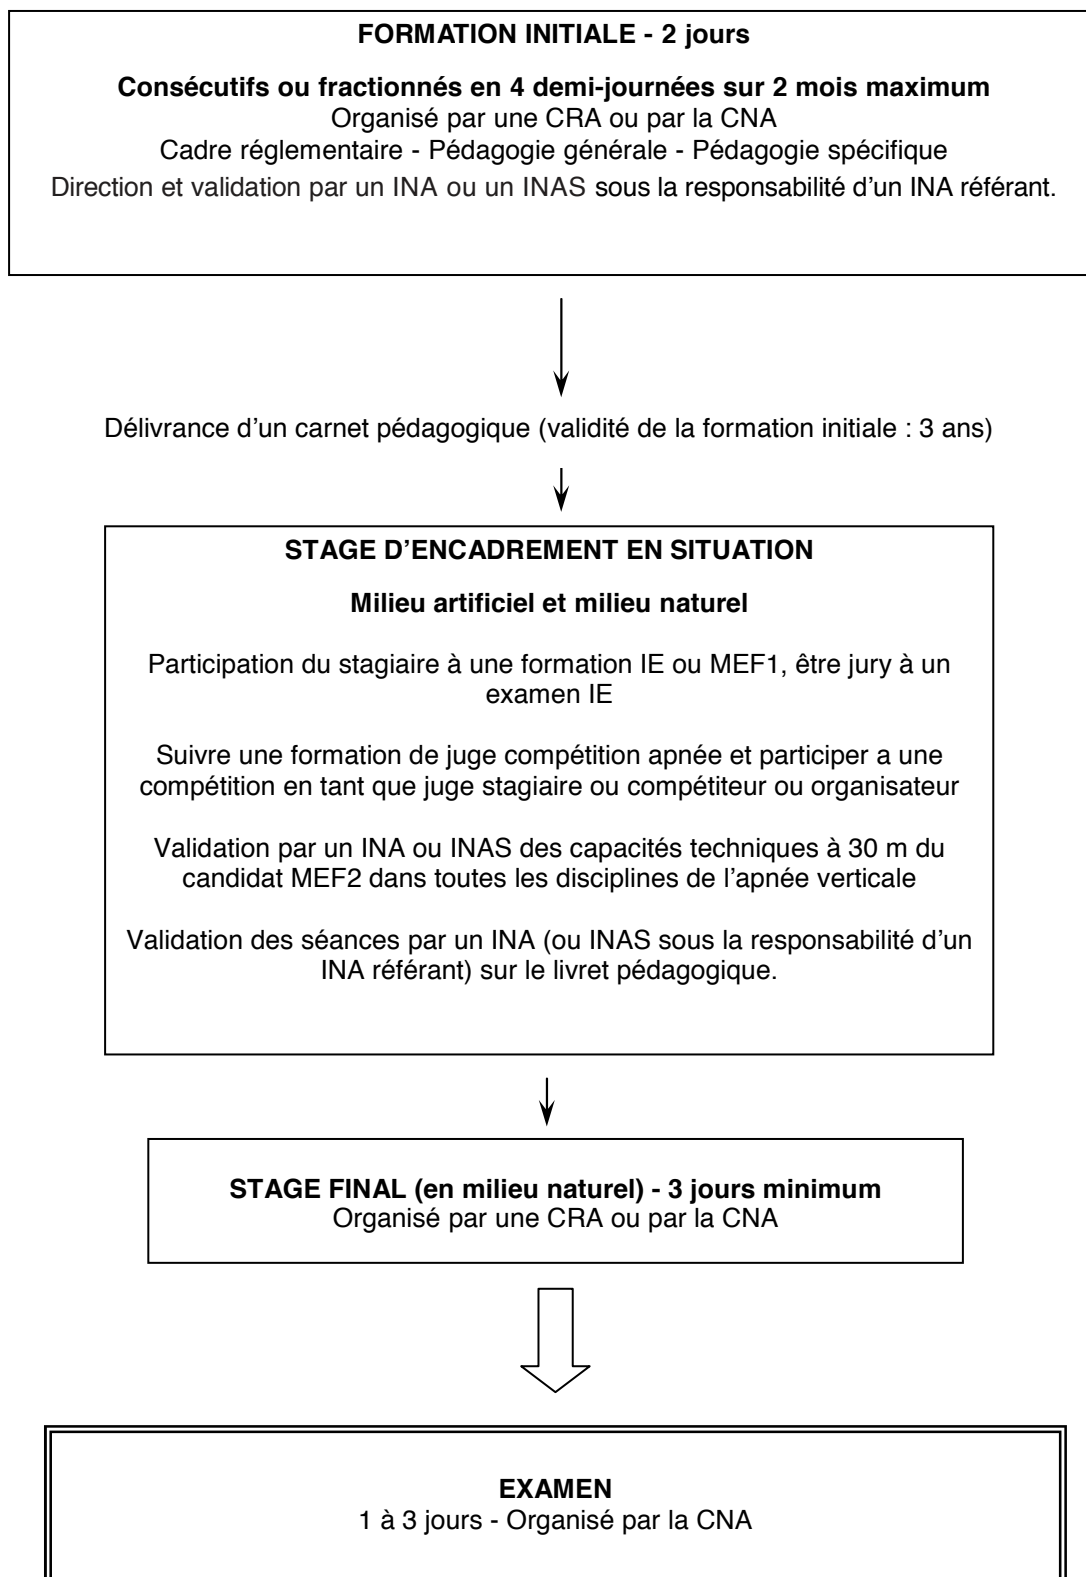 FORMATION INITIALE - 2 jours
Consécutifs ou fractionnés en 4 demi-journées sur 2 mois maximum
Organisé par une CRA ou par la CNA
Cadre réglementaire - Pédagogie générale - Pédagogie spécifique
Direction et validation par un INA ou un INAS sous la responsabilité d’un INA référant.
Délivrance d’un carnet pédagogique (validité de la formation initiale : 3 ans)
STAGE D’ENCADREMENT EN SITUATION
Milieu artificiel et milieu naturel
Participation du stagiaire à une formation IE ou MEF1, être jury à un
examen IE
Suivre une formation de juge compétition apnée et participer a une
compétition en tant que juge stagiaire ou compétiteur ou organisateur
Validation par un INA ou INAS des capacités techniques à 30 m du
candidat MEF2 dans toutes les disciplines de l’apnée verticale
Validation des séances par un INA (ou INAS sous la responsabilité d’un
INA référant) sur le livret pédagogique.
STAGE FINAL (en milieu naturel) - 3 jours minimum
Organisé par une CRA ou par la CNA
EXAMEN
1 à 3 jours - Organisé par la CNA